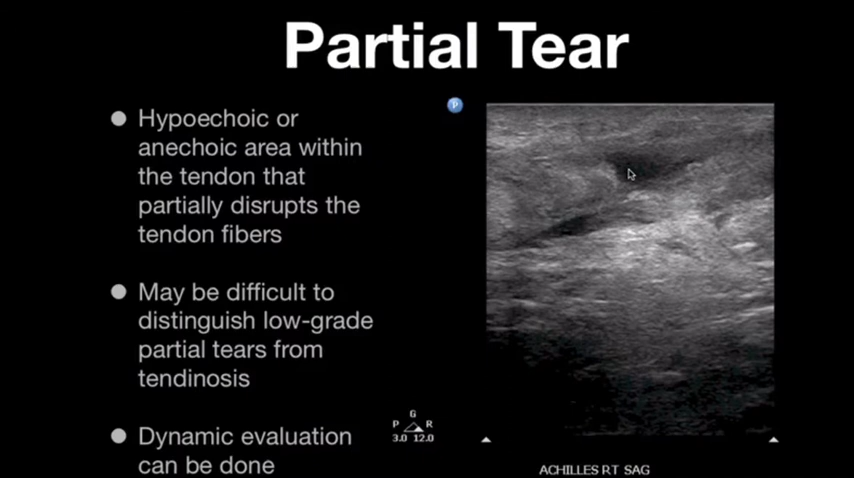 Partial Tear
● Hypoechoic or
anechoic area within
the tendon that
partially disrupts the
tendon fibers
● May be difficult to
distinguish low-grade
partial tears from
tendinosis
● Dynamic evaluation
can be done
P
G
P R
3.0 12.0
ACHILLES RT SAG